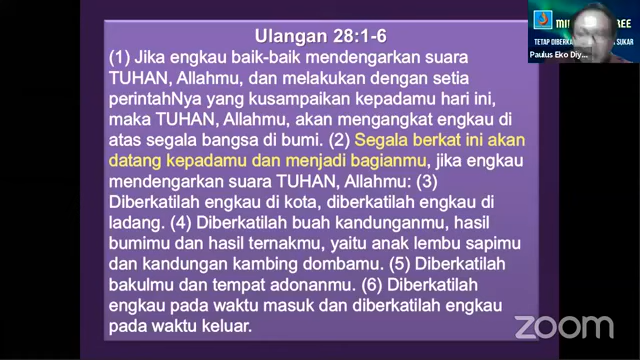 Ulangan 28:1-6
(1) Jika engkau baik-baik mendengarkan suara
TUHAN, Allahmu, dan melakukan dengan setia
perintahNya yang kusampaikan kepadamu hari ini,
maka TUHAN, Allahmu, akan mengangkat engkau di
atas segala bangsa di bumi. (2) Segala berkat ini akan
datang kepadamu dan menjadi bagianmu, jika engkau
mendengarkan suara TUHAN, Allahmu: (3)
Diberkatilah engkau di kota, diberkatilah engkau di
ladang. (4) Diberkatilah buah kandunganmu, hasil
bumimu dan hasil ternakmu, yaitu anak lembu sapimu
dan kandungan kambing dombamu. (5) Diberkatilah
bakulmu dan tempat adonanmu. (6) Diberkatilah
engkau pada waktu masuk dan diberkatilah engkau
pada waktu keluar.
TETAP
Paulus Eko Diy...
zoom